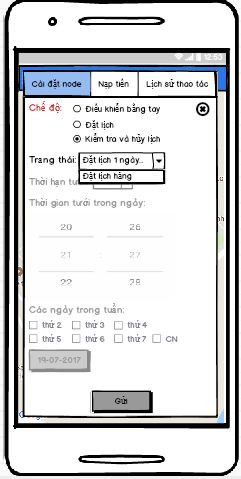 12:53
Cài đặt node Nạp tiền Lịch sử thao tác
Chế độ: Điều khiển bằng tay
Đặt lịch
Kiểm tra và hủy lịch
Trạng thái: Đặt lịch 1 ngày...
Đặt lịch hằng
Thời hạn tưới
Thời gian tưới trong ngày:
20 26
21 : 27
22 28
Các ngày trong tuần:
thứ 2 thứ 3 thứ 4
thứ 5 thứ 6 thứ 7 CN
19-07-2017
Gửi